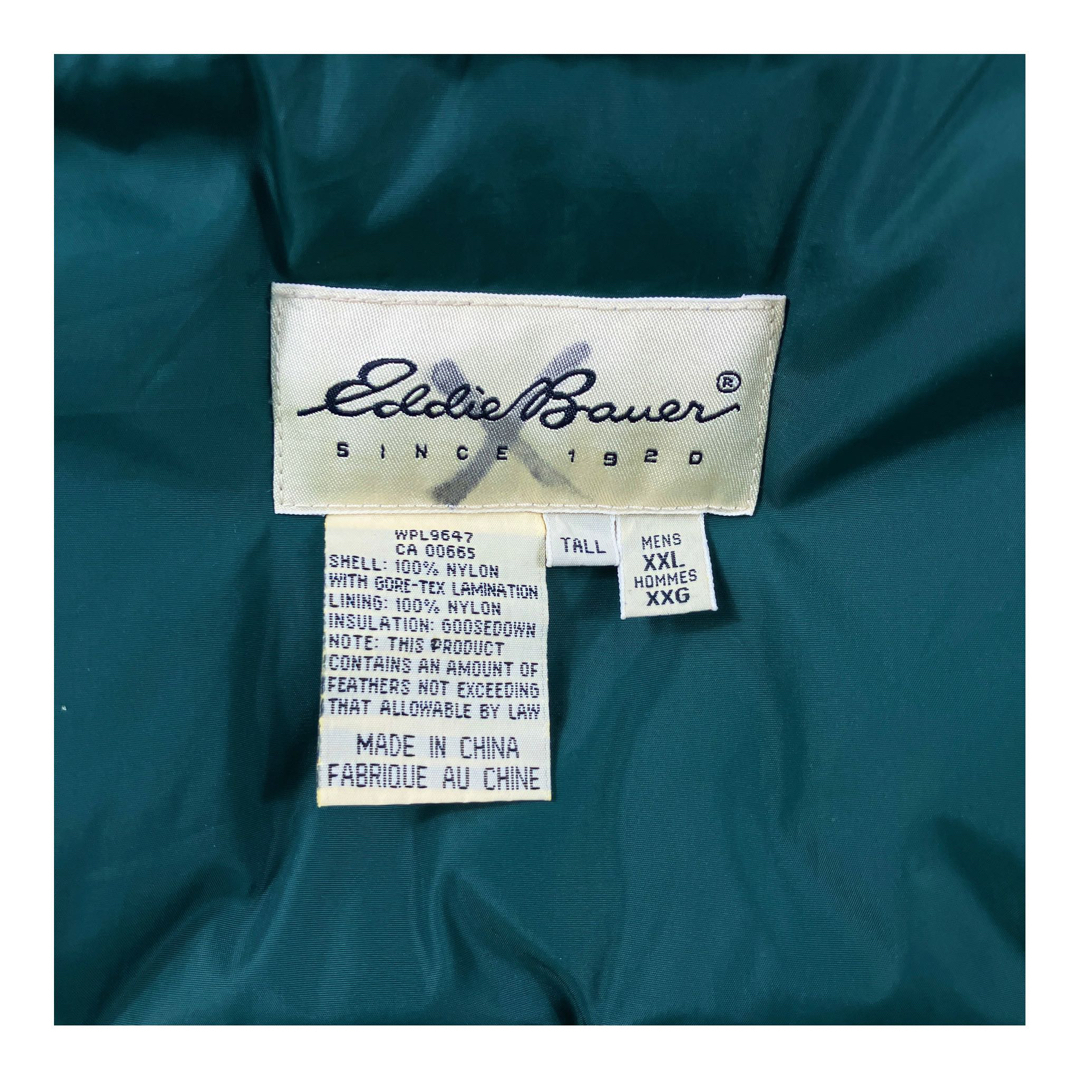 Eddie Bauer®
SINCE 1920
WPL9647
CA 00665
SHELL: 100% NYLON
WITH GORE-TEX LAMINATION
LINING: 100% NYLON
INSULATION: GOOSEDOWN
NOTE: THIS PRODUCT
CONTAINS AN AMOUNT OF
FEATHERS NOT EXCEEDING
THAT ALLOWABLE BY LAW
MADE IN CHINA
FABRIQUE AU CHINE
TALL
MENS
XXL
HOMMES
XXG